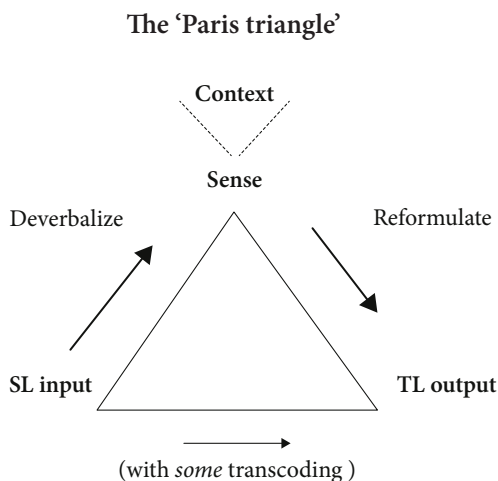 The ‘Paris triangle’
Context
Sense
Deverbalize
Reformulate
SL input
TL output
(with some transcoding )